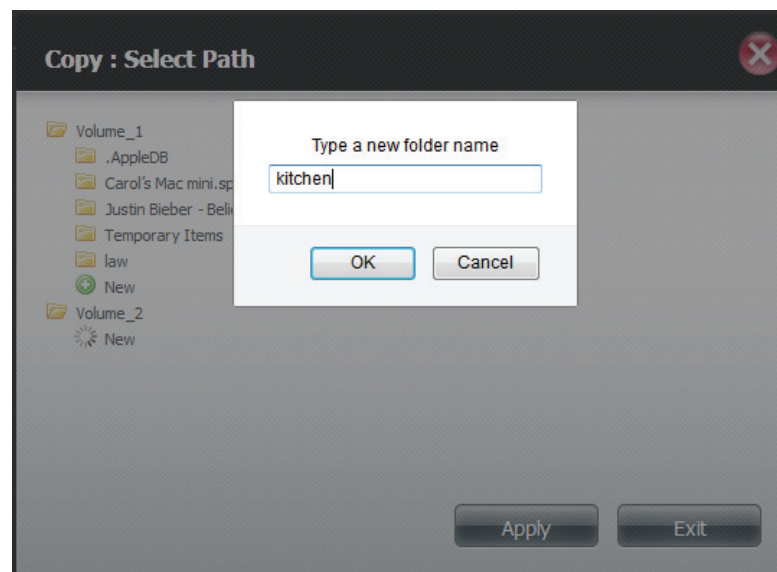 Copy : Select Path
Volume_1
.AppleDB
Carol's Mac mini.sp
Justin Bieber - Beli
Temporary Items
law
New
Volume_2
New
Type a new folder name
kitchen
OK
Cancel
Apply
Exit